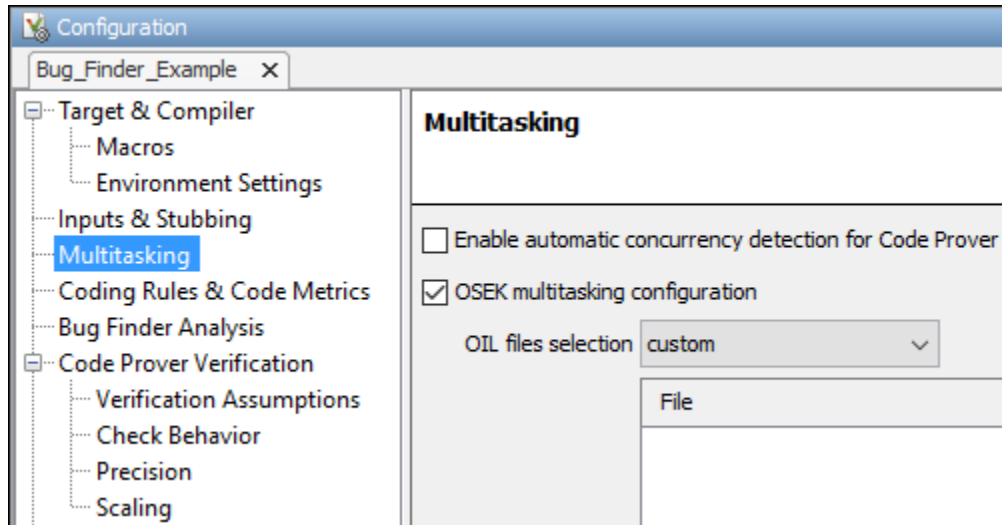 Configuration
Bug_Finder_Example X
Target & Compiler
Macros
Environment Settings
Inputs & Stubbing
Multitasking
Coding Rules & Code Metrics
Bug Finder Analysis
Code Prover Verification
Verification Assumptions
Check Behavior
Precision
Scaling
Multitasking
Enable automatic concurrency detection for Code Prover
OSEK multitasking configuration
OIL files selection custom
File